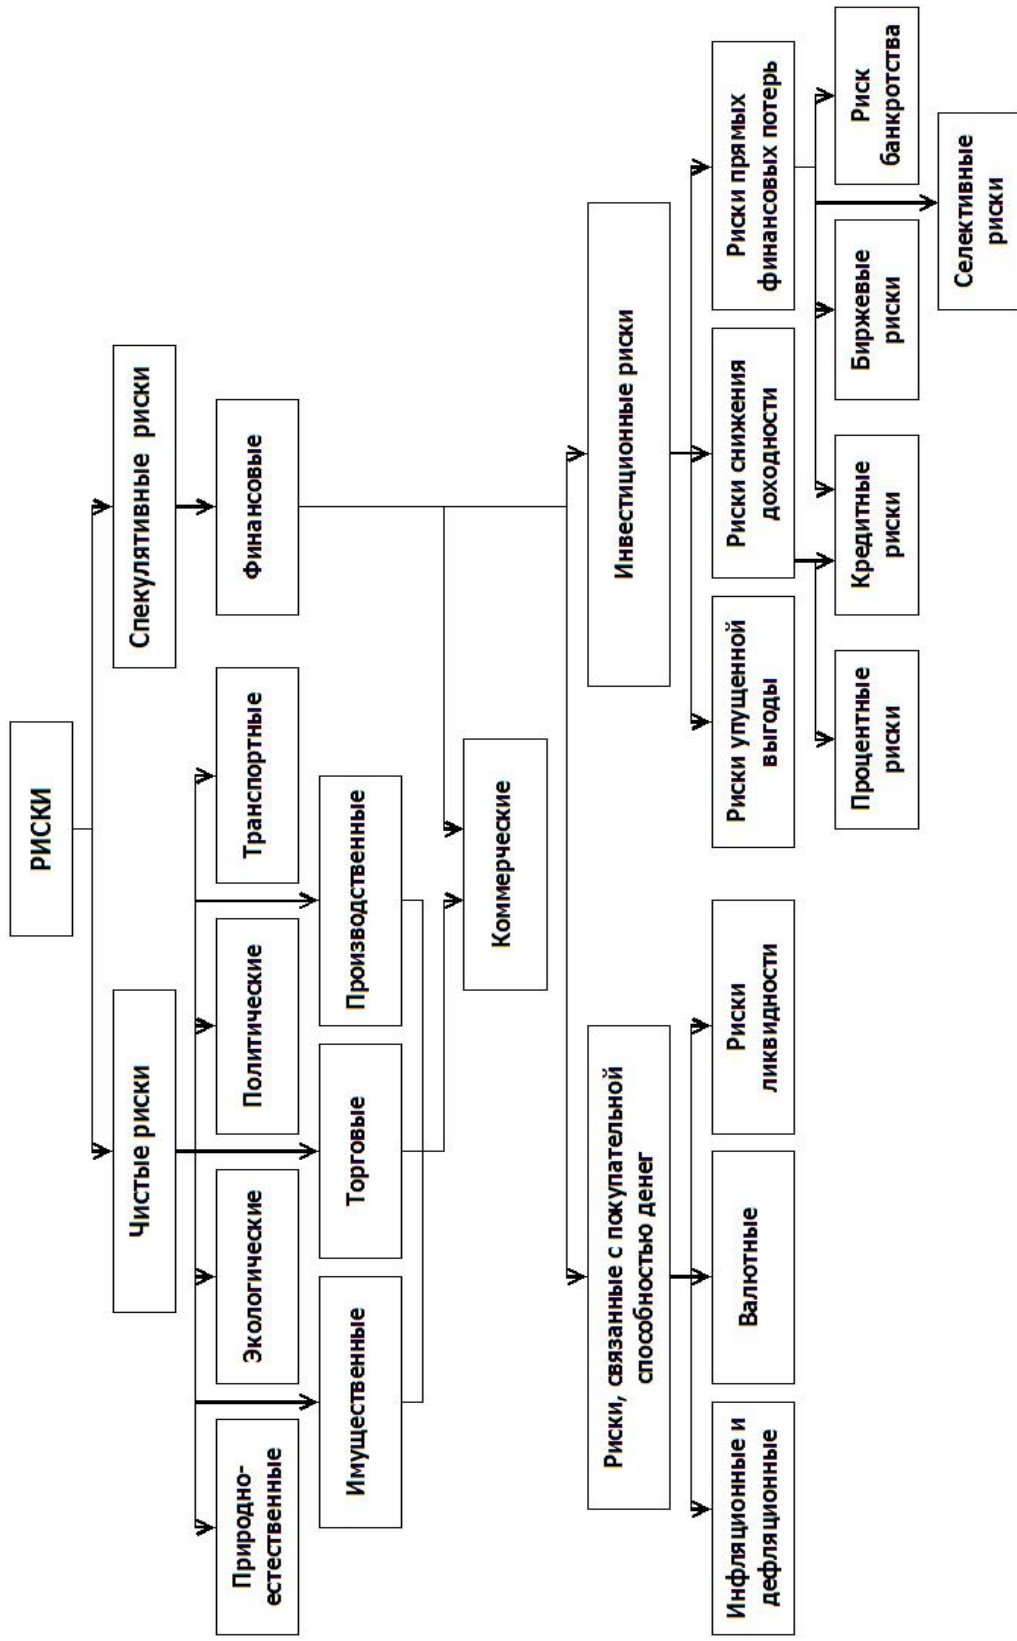 РИСКИ
Чистые риски
Спекулятивные риски
Природно-
естественные
Экологические
Политические
Транспортные
Финансовые
Имущественные
Торговые
Производственные
Коммерческие
Риски, связанные с покупательной
способностью денег
Инвестиционные риски
Инфляционные и
дефляционные
Валютные
Риски
ликвидности
Риски упущенной
выгоды
Риски снижения
доходности
Риски прямых
финансовых потерь
Процентные
риски
Кредитные
риски
Биржевые
риски
Риск
банкротства
Селективные
риски